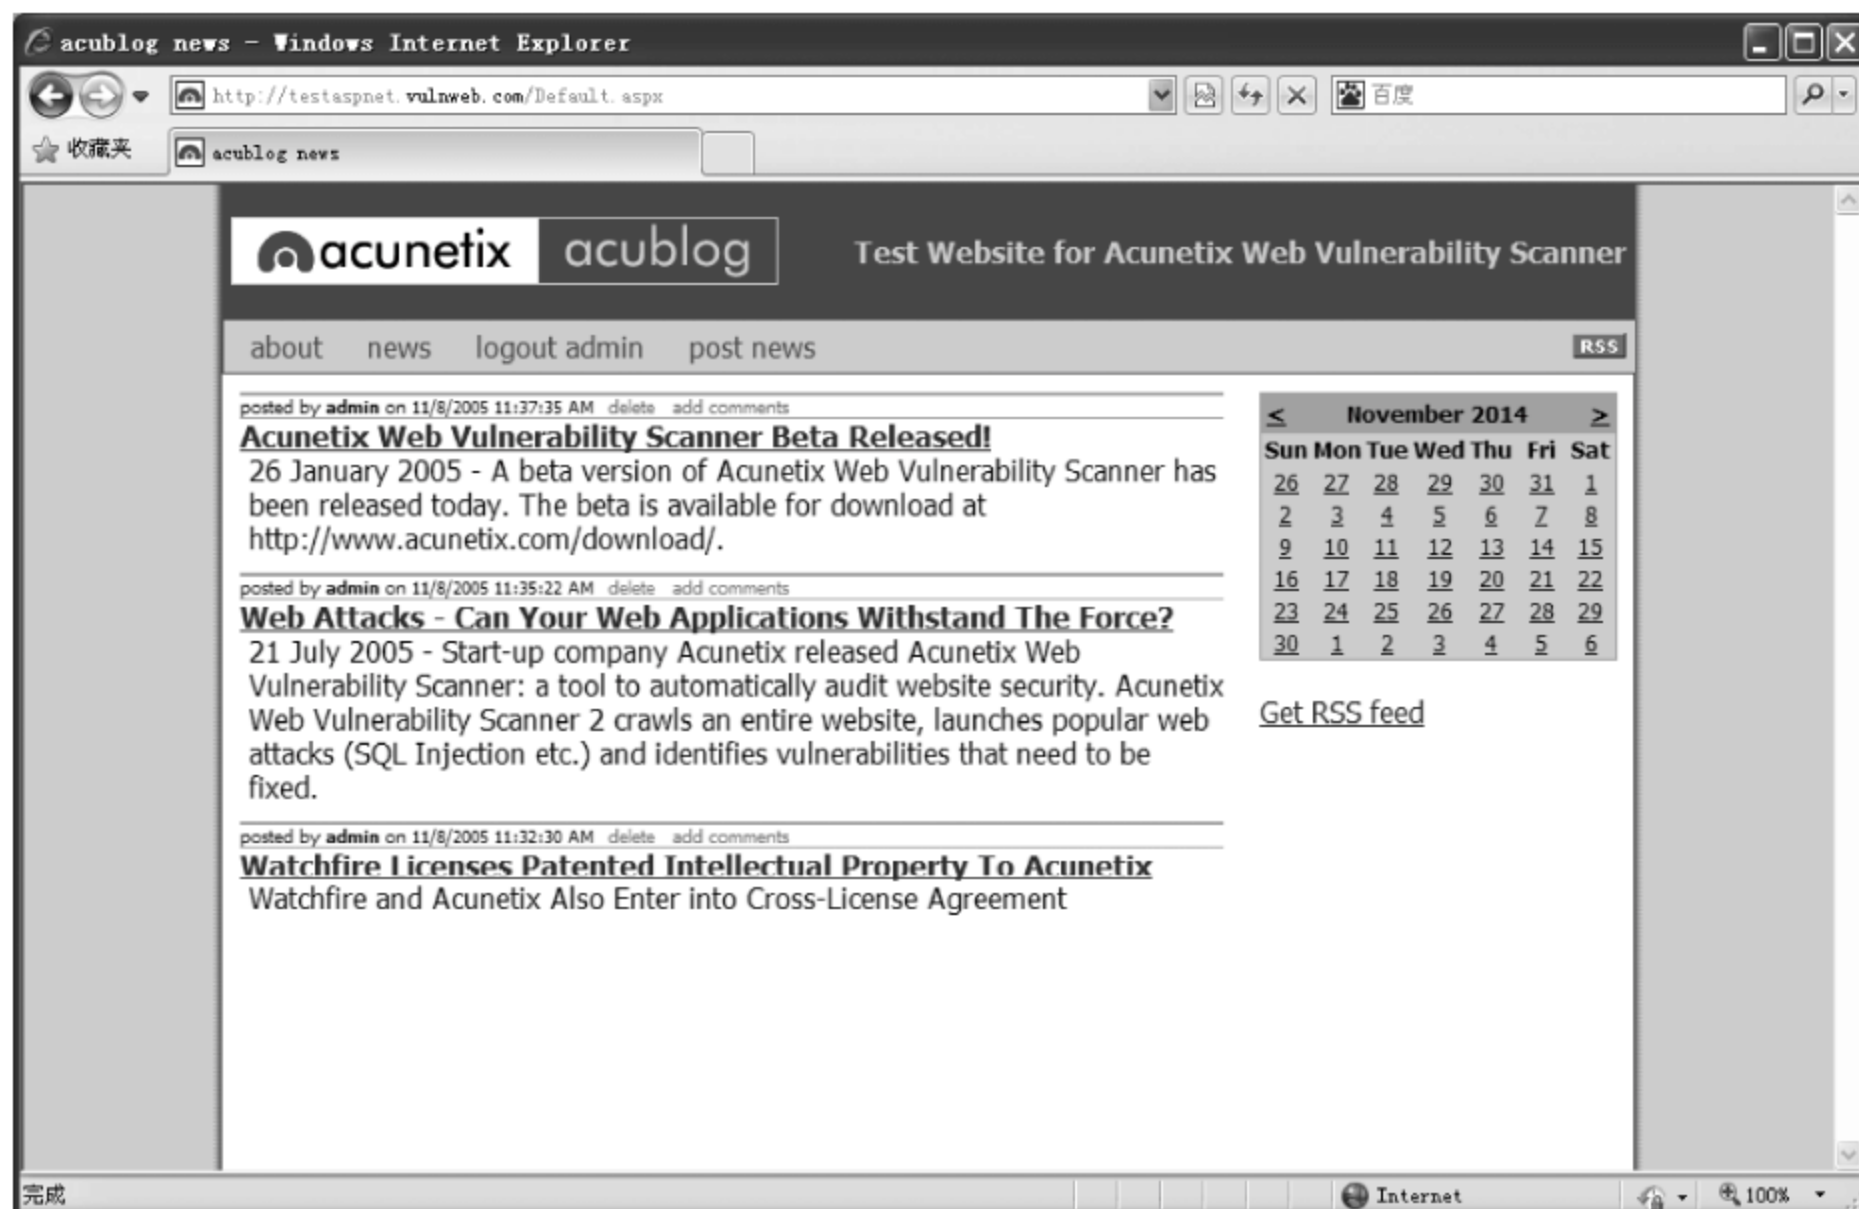 acublog news - Windows Internet Explorer
http://testaspnet.vulnweb.com/Default.aspx
百度
收藏夹
acublog news
acunetix acublog
Test Website for Acunetix Web Vulnerability Scanner
about news logout admin post news
RSS
posted by admin on 11/8/2005 11:37:35 AM delete add comments
Acunetix Web Vulnerability Scanner Beta Released!
26 January 2005 - A beta version of Acunetix Web Vulnerability Scanner has
been released today. The beta is available for download at
http://www.acunetix.com/download/.
posted by admin on 11/8/2005 11:35:22 AM delete add comments
Web Attacks - Can Your Web Applications Withstand The Force?
21 July 2005 - Start-up company Acunetix released Acunetix Web
Vulnerability Scanner: a tool to automatically audit website security. Acunetix
Web Vulnerability Scanner 2 crawls an entire website, launches popular web
attacks (SQL Injection etc.) and identifies vulnerabilities that need to be
fixed.
posted by admin on 11/8/2005 11:32:30 AM delete add comments
Watchfire Licenses Patented Intellectual Property To Acunetix
Watchfire and Acunetix Also Enter into Cross-License Agreement
< November 2014 >
Sun Mon Tue Wed Thu Fri Sat
26 27 28 29 30 31 1
2 3 4 5 6 7 8
9 10 11 12 13 14 15
16 17 18 19 20 21 22
23 24 25 26 27 28 29
30 1 2 3 4 5 6
Get RSS feed
完成
Internet
100%